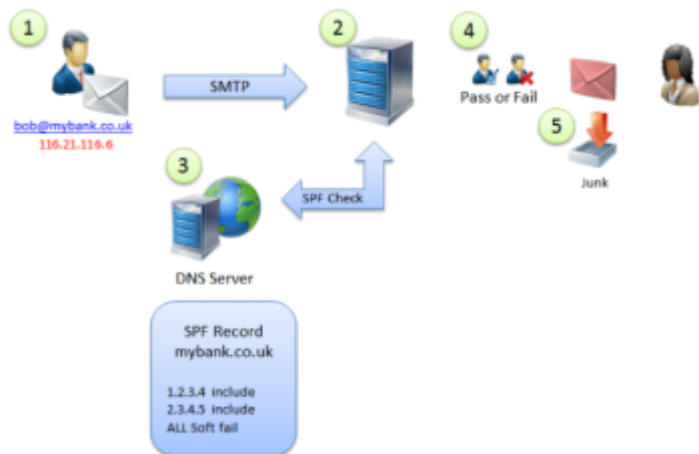 1
bob@mybank.co.uk
116.21.116.6
SMTP
2
3
DNS Server
SPF Check
SPF Record
mybank.co.uk
1.2.3.4 include
2.3.4.5 include
ALL Soft fail
4
Pass or Fail
5
Junk